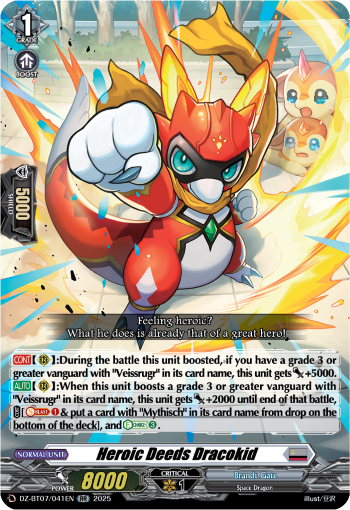 1
GRADE
BOOST
5000
SHIELD
Feeling heroic?
What he does is already that of a great hero!
CONT【 】:During the battle this unit boosted, if you have a grade 3 or
greater vanguard with "Veissrugr" in its card name, this unit gets +5000.
AUTO【 】:When this unit boosts a grade 3 or greater vanguard with
"Veissrugr" in its card name, this unit gets +2000 until end of that battle,
[ SBLAST 1 & put a card with "Mythisch" in its card name from drop on the
bottom of the deck], and CHARGE 3.
NORMAL UNIT
Heroic Deeds Dracokid
POWER
8000
CRITICAL
1
Brandt Gate
Space Dragon
DZ-BT07/041EN RR 2025
illust/